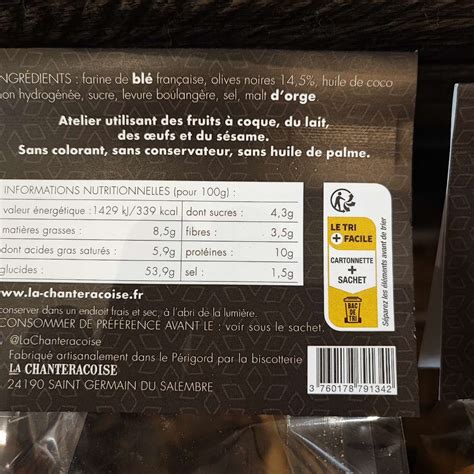 INGRÉDIENTS : farine de blé française, olives noires 14,5%, huile de coco
non hydrogénée, sucre, levure boulangère, sel, malt d'orge.
Atelier utilisant des fruits à coque, du lait,
des œufs et du sésame.
Sans colorant, sans conservateur, sans huile de palme.
INFORMATIONS NUTRITIONNELLES (pour 100g) :
valeur énergétique : 1429 kJ/339 kcal dont sucres : 4,3g
matières grasses : 8,5g fibres : 3,5g
dont acides gras saturés : 5,9g protéines : 10g
glucides : 53,9g sel : 1,5g
LE TRI
+ FACILE
CARTONNETTE
+
SACHET
BAC
DE
TRI
Séparez les éléments avant de trier
www.la-chanteracoise.fr
conserver dans un endroit frais et sec, à l'abri de la lumière.
CONSOMMER DE PRÉFÉRENCE AVANT LE : voir sous le sachet
@LaChanteracoise
Fabriqué artisanalement dans le Périgord par la biscotterie
LA CHANTERACOISE
24190 SAINT GERMAIN DU SALEMBRE
3 760178 791342